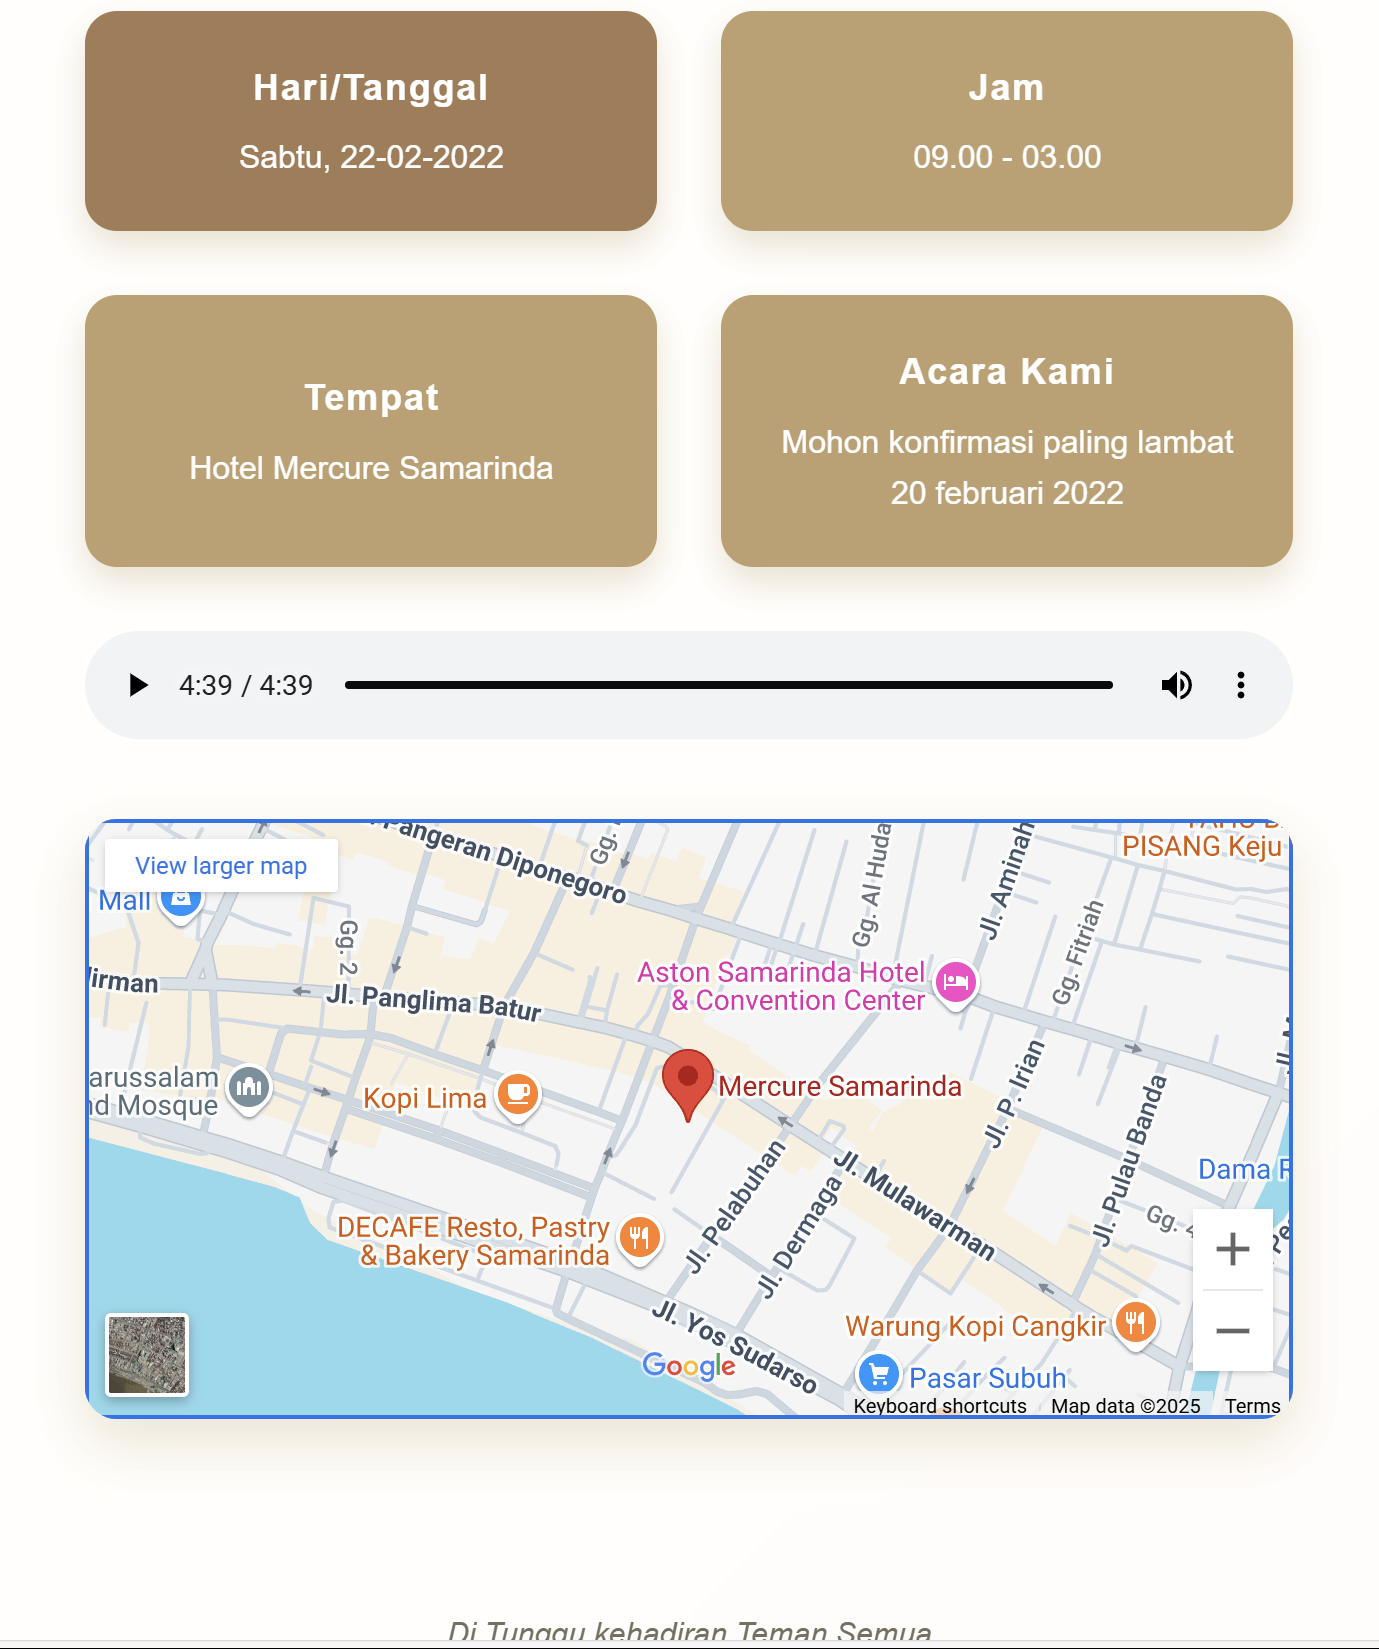 Hari/Tanggal
Sabtu, 22-02-2022
Jam
09.00 - 03.00
Tempat
Hotel Mercure Samarinda
Acara Kami
Mohon konfirmasi paling lambat
20 februari 2022
4:39 / 4:39
View larger map
Mall
Pangeran Diponegoro
Gg.
Gg. Al Huda
Jl. Aminah
PISANG Keju
Gg. Fitriah
Gg. 2
irman
Jl. Panglima Batur
Aston Samarinda Hotel
& Convention Center
arussalam
nd Mosque
Kopi Lima
Mercure Samarinda
Jl. P. Irian
Jl. Pulau Banda
Dama
Gg. 4
Jl. Pelabuhan
Jl. Dermaga
Jl. Mulawarman
DECAFE Resto, Pastry
& Bakery Samarinda
Jl. Yos Sudarso
Warung Kopi Cangkir
Pasar Subuh
Google
Keyboard shortcuts
Map data ©2025
Terms
Di Tunggu kehadiran Teman Semua